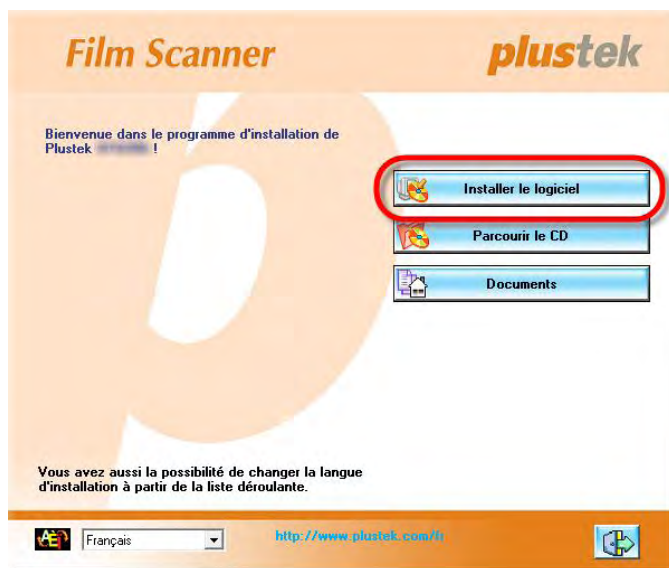 Film Scanner
plustek
Bienvenue dans le programme d'installation de
Plustek !
Installer le logiciel
Parcourir le CD
Documents
Vous avez aussi la possibilité de changer la langue
d'installation à partir de la liste déroulante.
Français
http://www.plustek.com/fr